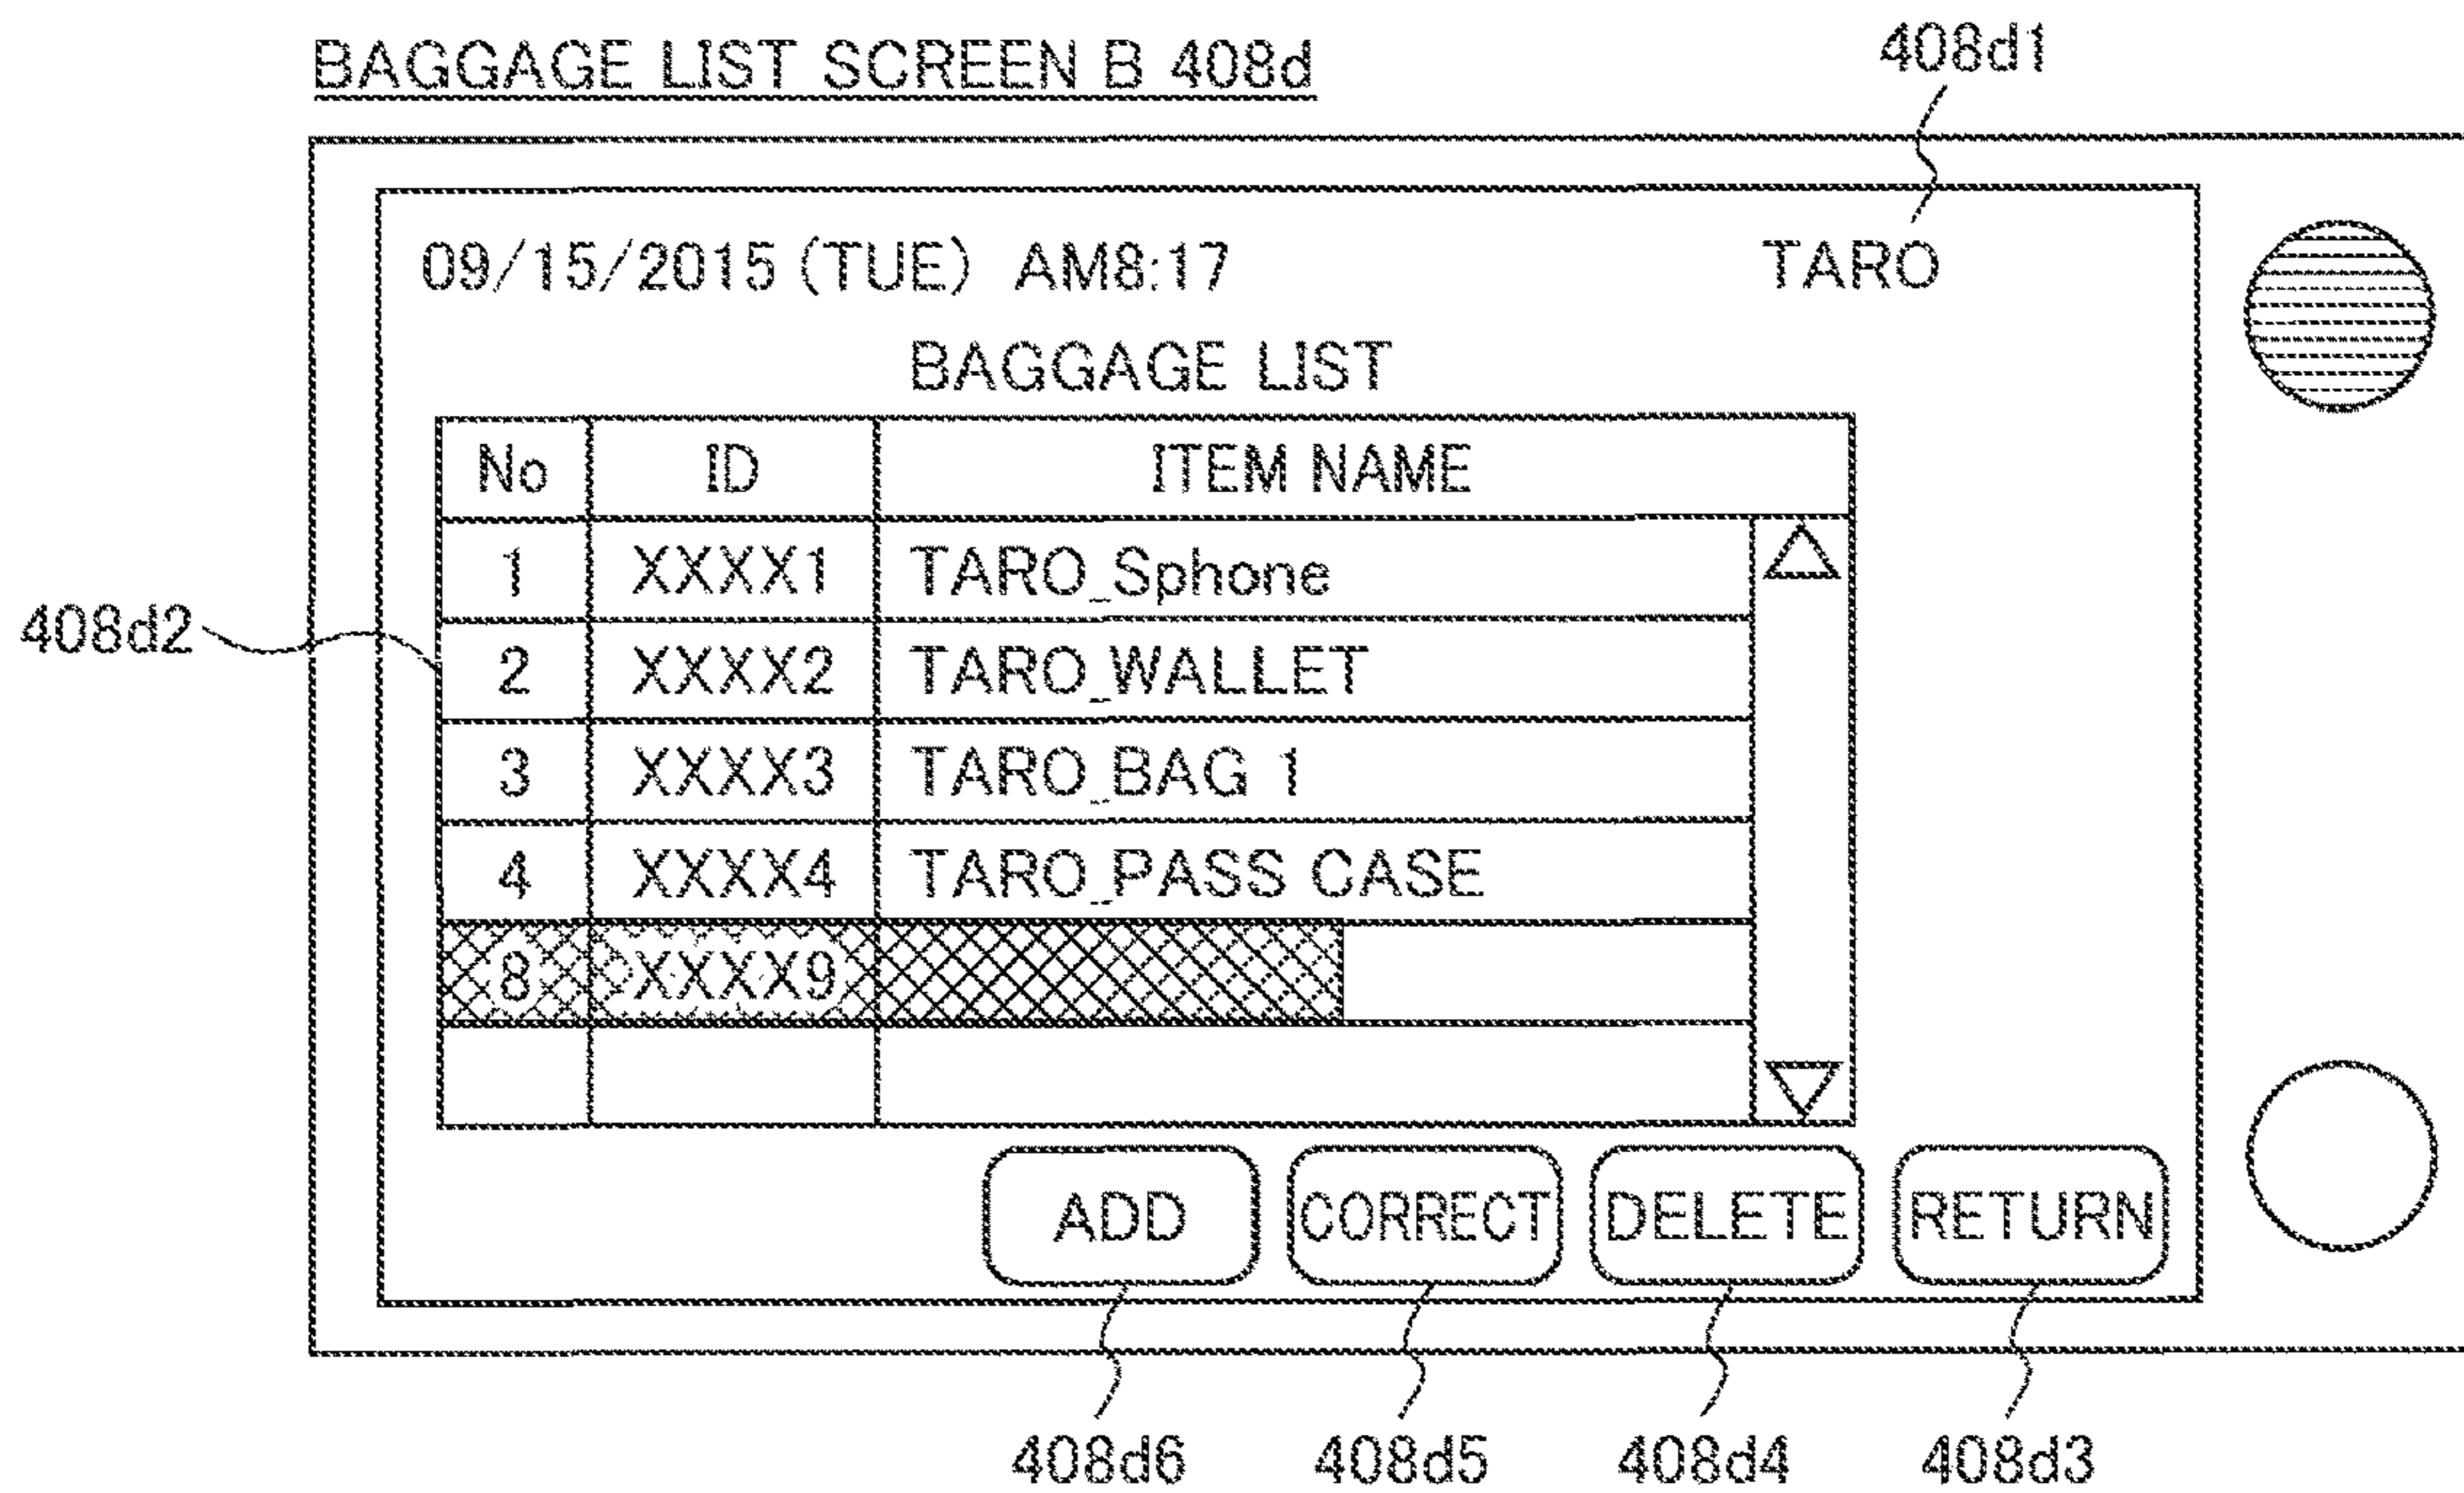 BAGGAGE LIST SCREEN B 408d
408d1
09/15/2015 (TUE) AM8:17 TARO
BAGGAGE LIST
No ID ITEM NAME
1 XXXX1 TARO_Sphone
408d2
2 XXXX2 TARO_WALLET
3 XXXX3 TARO_BAG 1
4 XXXX4 TARO_PASS CASE
8 XXXX9
ADD CORRECT DELETE RETURN
408d6 408d5 408d4 408d3